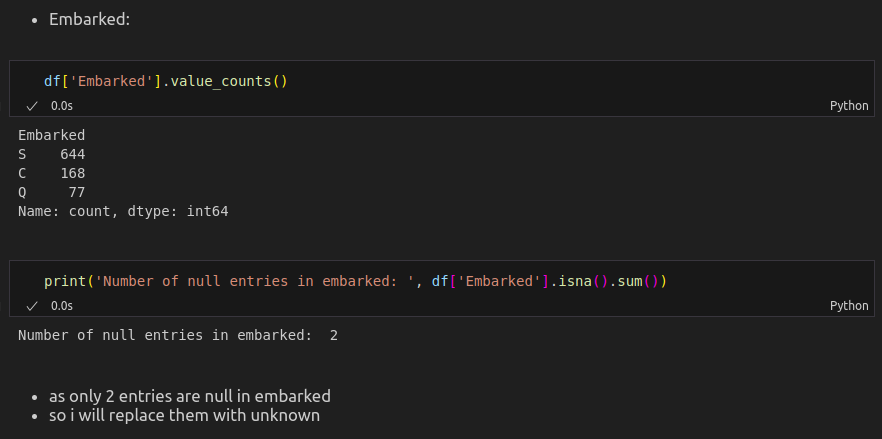 • Embarked:
df['Embarked'].value_counts()
✓ 0.0s Python
Embarked
S    644
C    168
Q     77
Name: count, dtype: int64
print('Number of null entries in embarked: ', df['Embarked'].isna().sum())
✓ 0.0s Python
Number of null entries in embarked:  2
• as only 2 entries are null in embarked
• so i will replace them with unknown